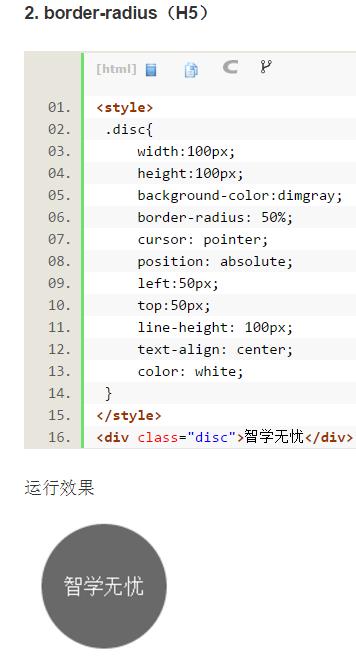 2. border-radius（H5）
[html]
01. <style>
02. .disc{
03. width:100px;
04. height:100px;
05. background-color:dimgray;
06. border-radius: 50%;
07. cursor: pointer;
08. position: absolute;
09. left:50px;
10. top:50px;
11. line-height: 100px;
12. text-align: center;
13. color: white;
14. }
15. </style>
16. <div class="disc">智学无忧</div>
运行效果
智学无忧